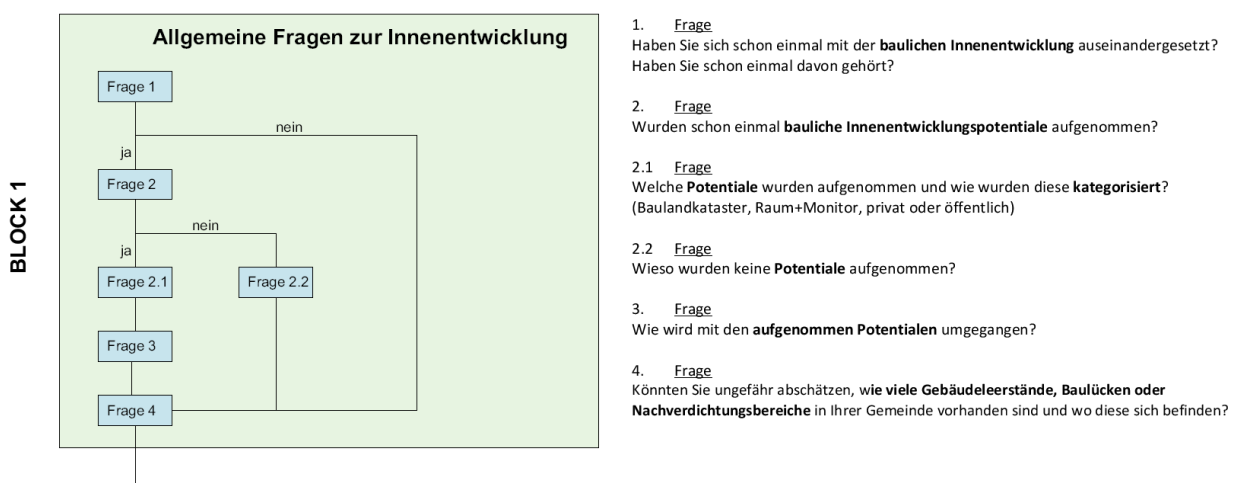 BLOCK 1
Allgemeine Fragen zur Innenentwicklung
Frage 1
nein
ja
Frage 2
nein
ja
Frage 2.1
Frage 2.2
Frage 3
Frage 4
1. Frage
Haben Sie sich schon einmal mit der baulichen Innenentwicklung auseinandergesetzt?
Haben Sie schon einmal davon gehört?
2. Frage
Wurden schon einmal bauliche Innenentwicklungspotentiale aufgenommen?
2.1 Frage
Welche Potentiale wurden aufgenommen und wie wurden diese kategorisiert?
(Baulandkataster, Raum+Monitor, privat oder öffentlich)
2.2 Frage
Wieso wurden keine Potentiale aufgenommen?
3. Frage
Wie wird mit den aufgenommen Potentialen umgegangen?
4. Frage
Könnten Sie ungefähr abschätzen, wie viele Gebäudeleerstände, Baulücken oder
Nachverdichtungsbereiche in Ihrer Gemeinde vorhanden sind und wo diese sich befinden?